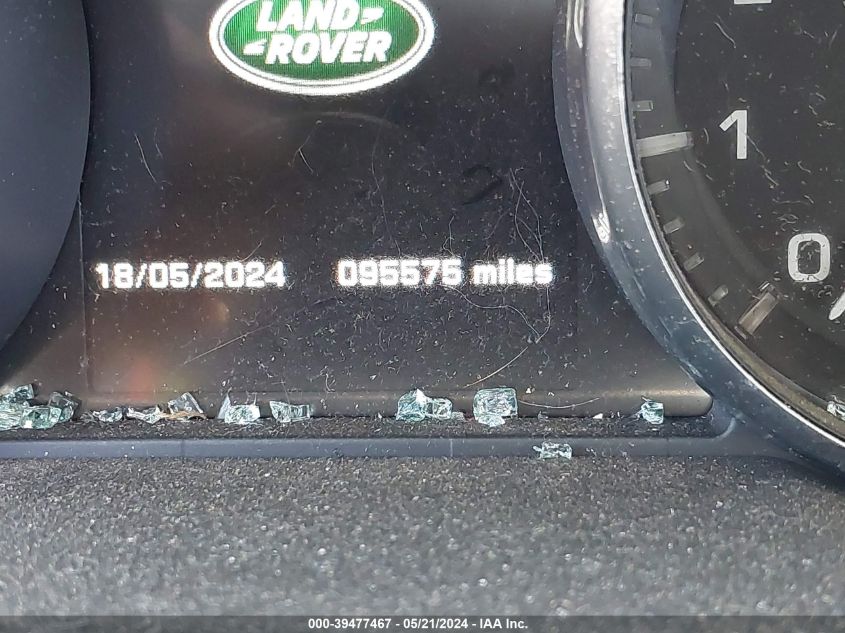 LAND
ROVER
1
18/05/2024 095575 miles
0
000-39477467 - 05/21/2024 - IAA Inc.